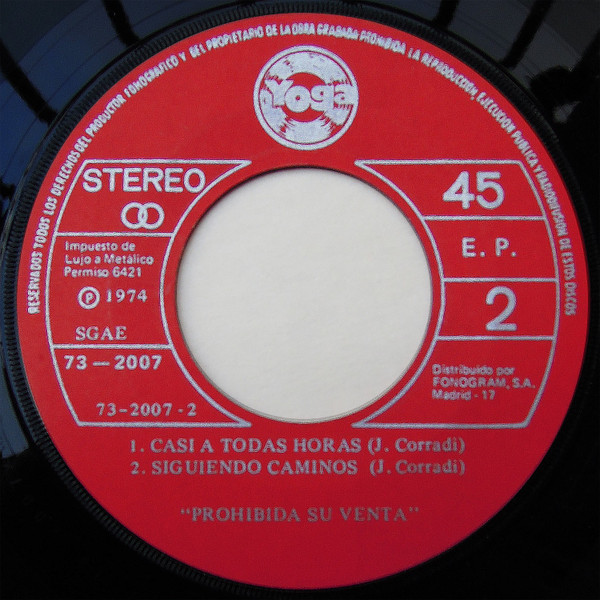 RESERVADOS TODOS LOS DERECHOS DEL PRODUCTOR FONOGRAFICO Y DEL PROPIETARIO DE LA OBRA GRABADA PROHIBIDA LA REPRODUCCION, EJECUCION PUBLICA Y RADIODIFUSION DE ESTOS DISCOS
Yoga
STEREO
Impuesto de
Lujo a Metálico
Permiso 6421
Ⓟ 1974
SGAE
73-2007
73-2007-2
45
E. P.
2
Distribuido por
FONOGRAM, S.A.
Madrid - 17
1. CASI A TODAS HORAS (J. Corradi)
2. SIGUIENDO CAMINOS (J. Corradi)
"PROHIBIDA SU VENTA"